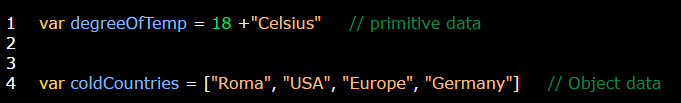 1 var degreeOfTemp = 18 +"Celsius" // primitive data
2
3
4 var coldCountries = ["Roma", "USA", "Europe", "Germany"] // Object data